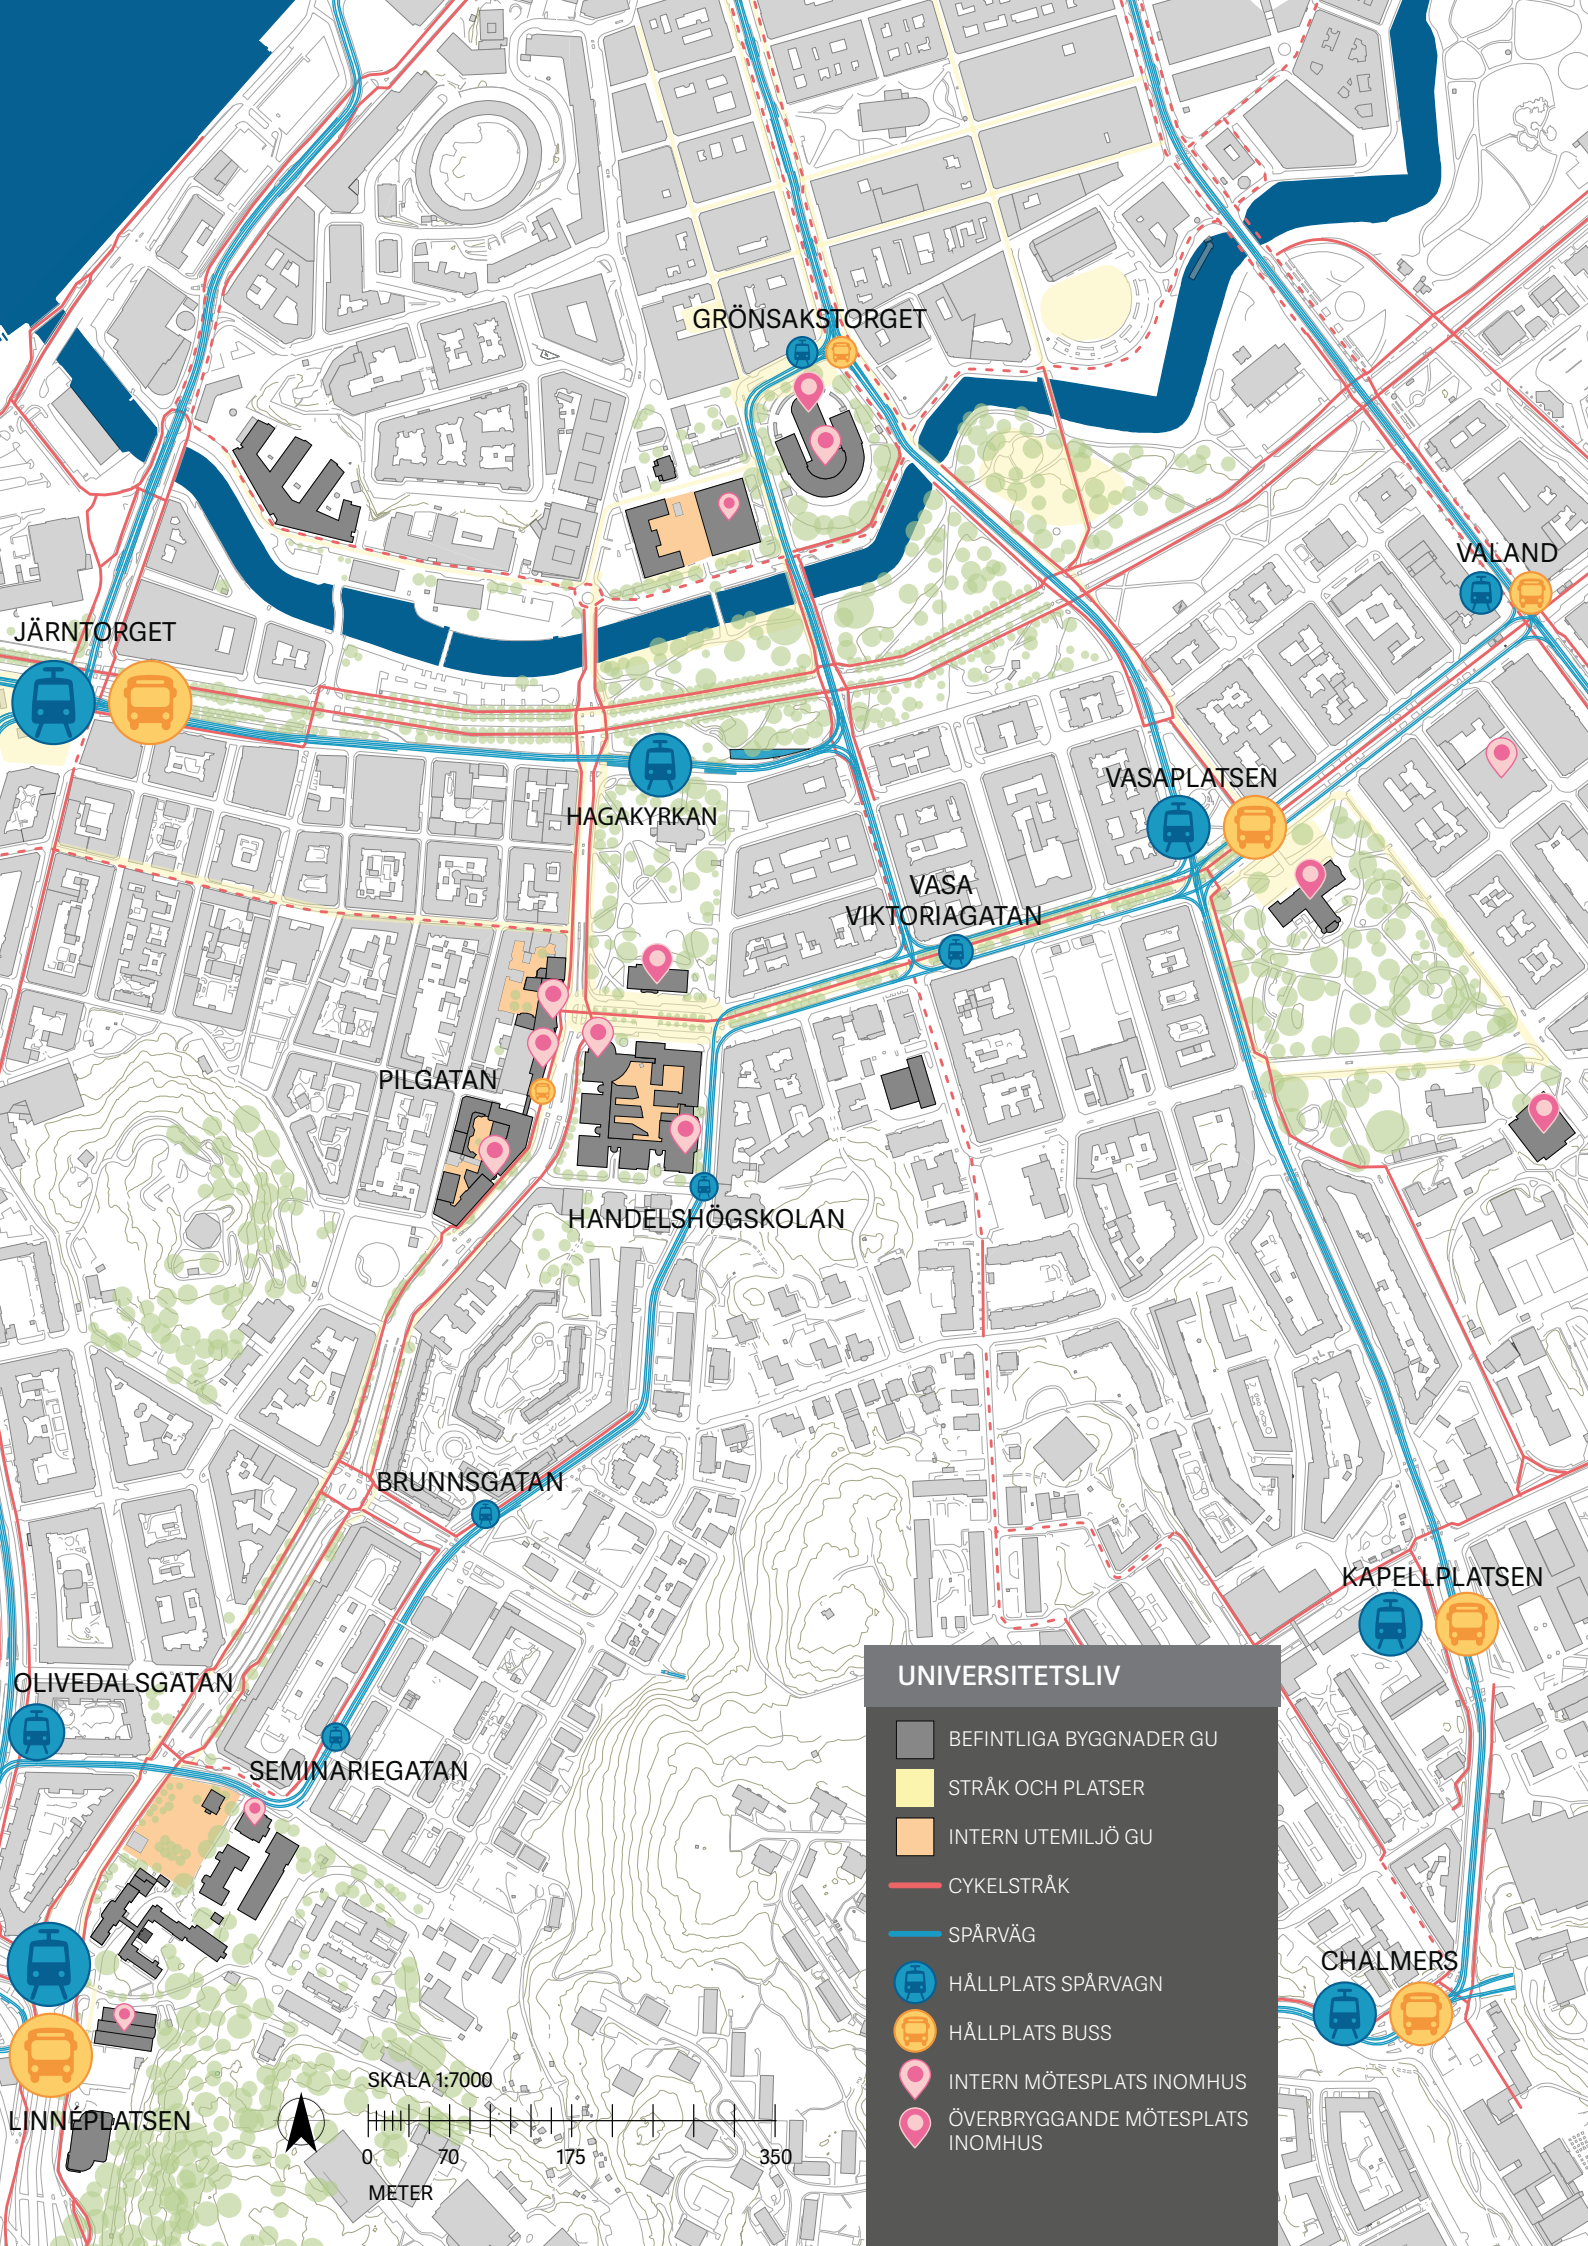 GRÖNSAKSTORGET
VALAND
JÄRNTORGET
VASAPLATSEN
HAGAKYRKAN
VASA
VIKTORIAGATAN
PILGATAN
HANDELSHÖGSKOLAN
BRUNNSGATAN
KAPELLPLATSEN
OLIVEDALSGATAN
SEMINARIEGATAN
CHALMERS
LINNÉPLATSEN
SKALA 1:7000
0 70 175 350
METER
UNIVERSITETSLIV
BEFINTLIGA BYGGNADER GU
STRÅK OCH PLATSER
INTERN UTEMILJÖ GU
CYKELSTRÅK
SPÅRVÄG
HÅLLPLATS SPÅRVAGN
HÅLLPLATS BUSS
INTERN MÖTESPLATS INOMHUS
ÖVERBRYGGANDE MÖTESPLATS
INOMHUS